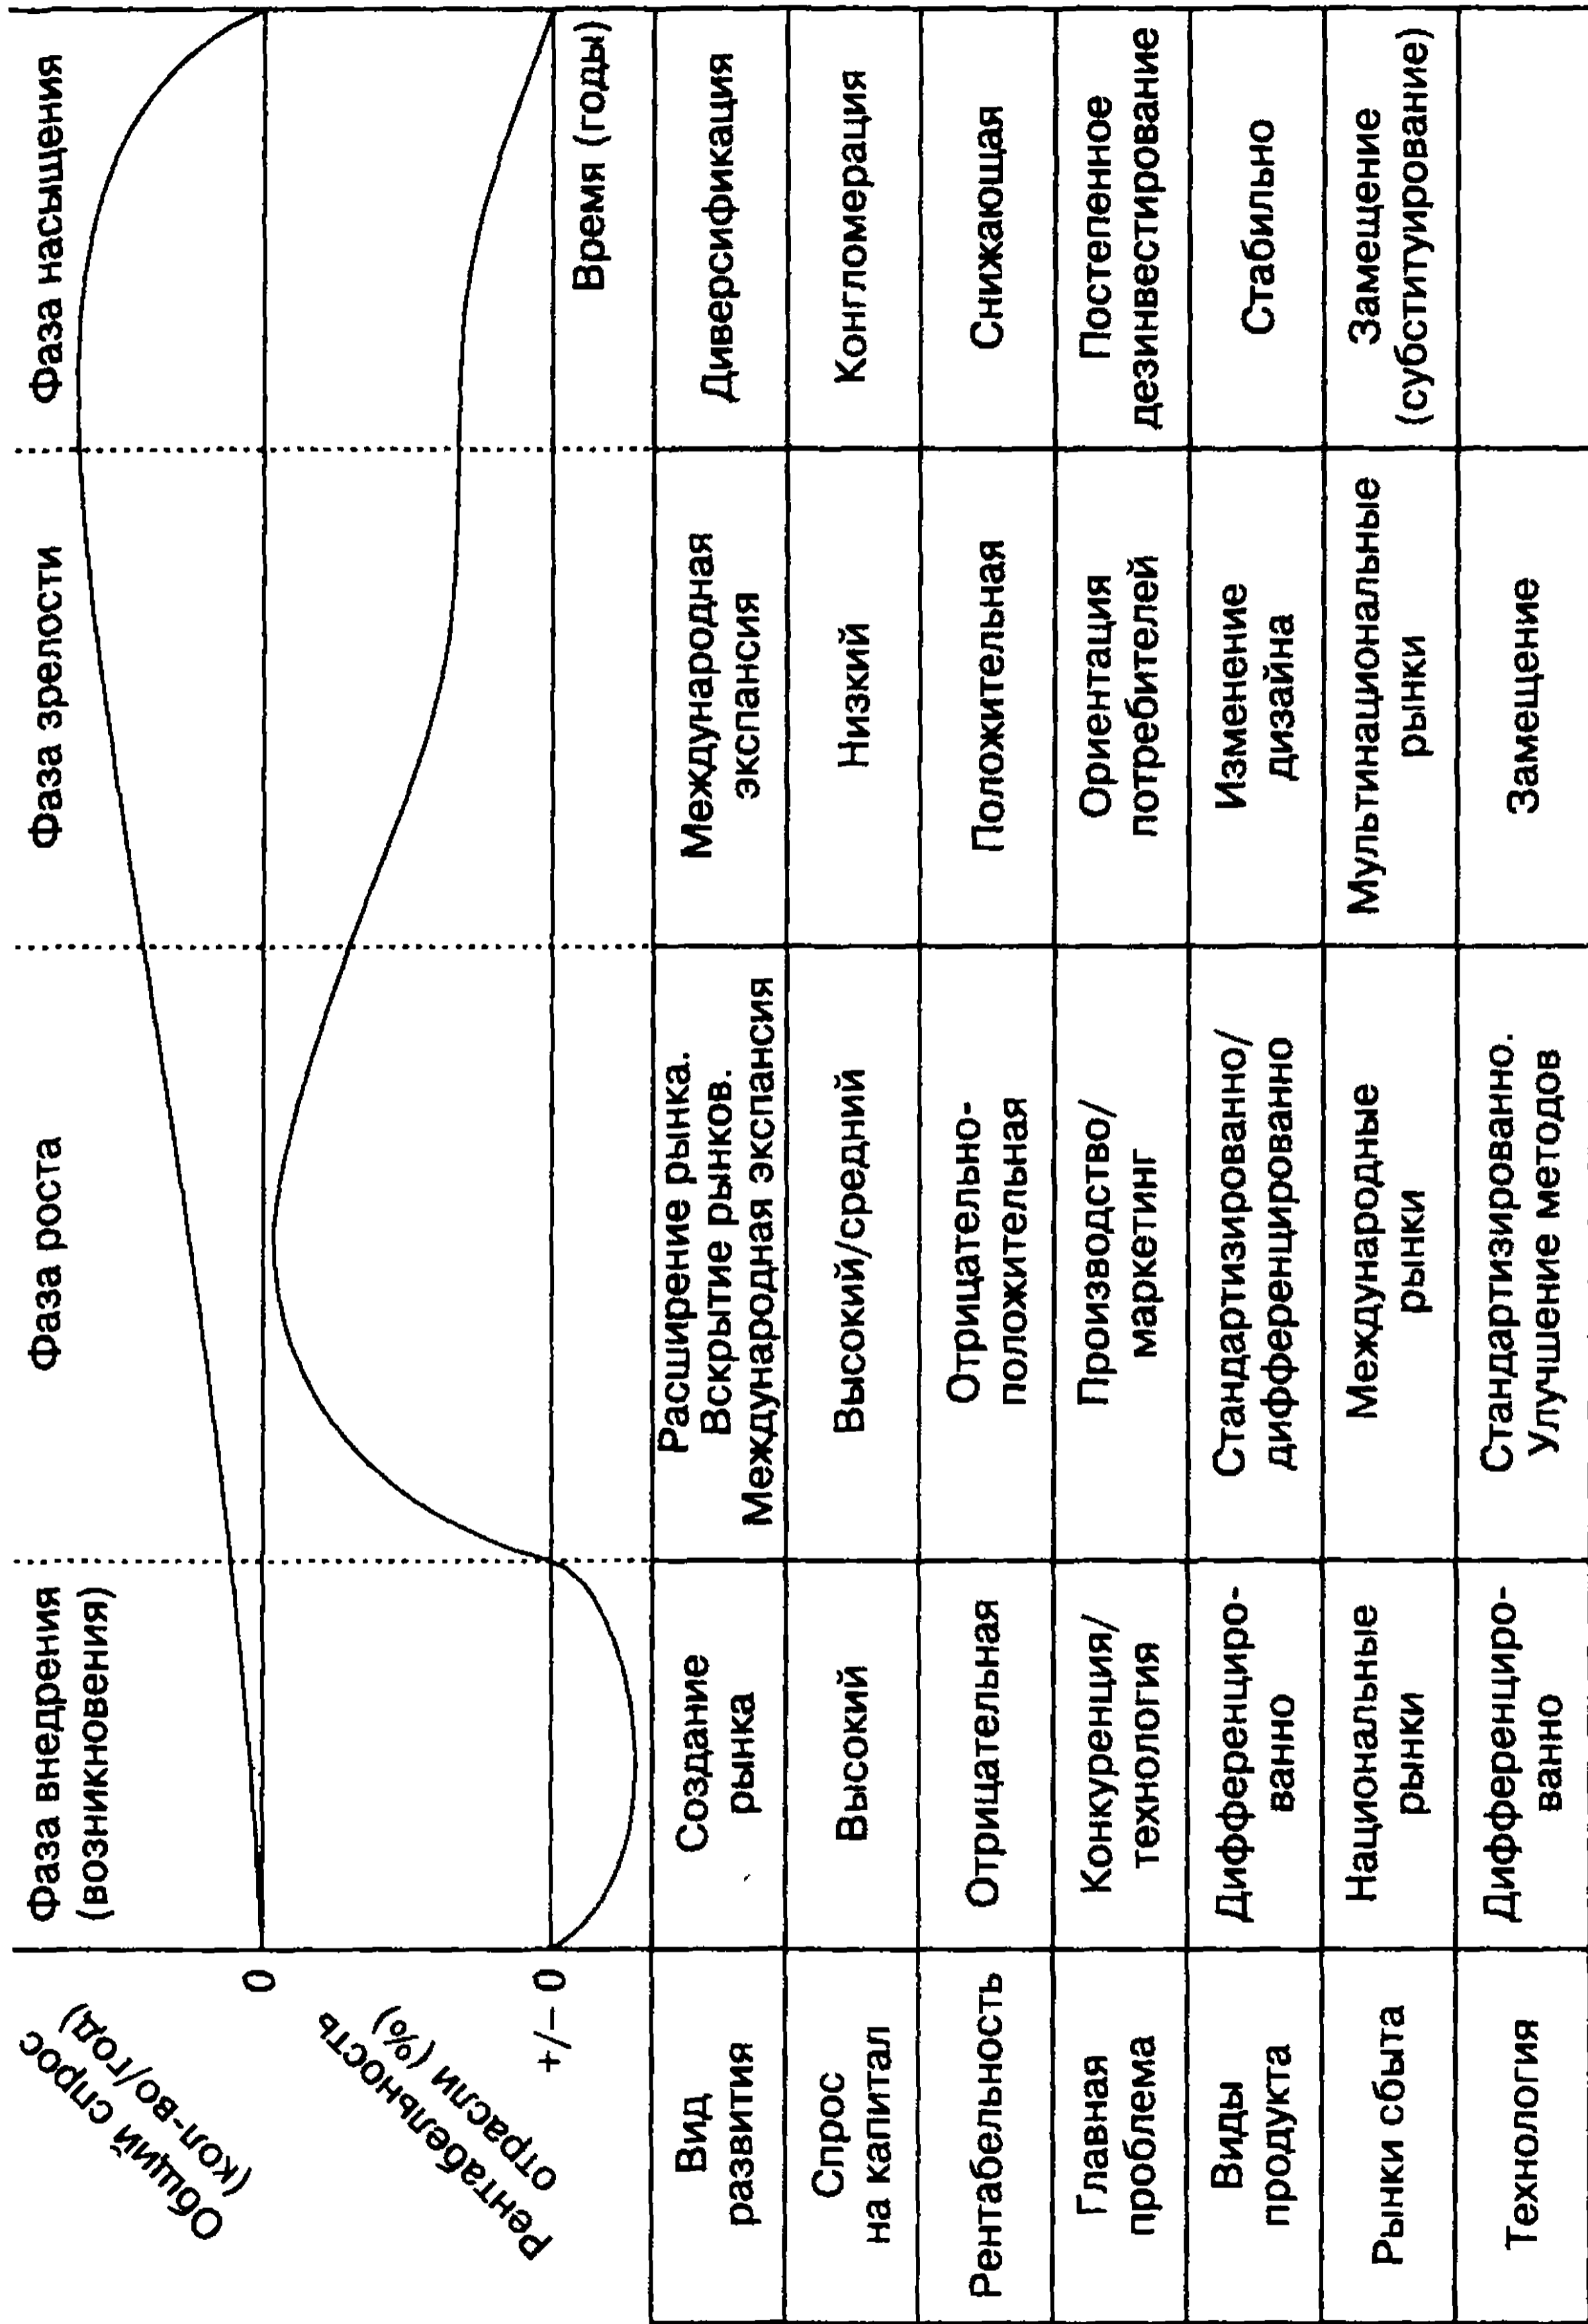 Общий спрос
(кол-во/год)
0
Фаза внедрения
(возникновения)
Фаза роста
Фаза зрелости
Фаза насыщения
Рентабельность
отрасли (%)
+/− 0
Время (годы)
Вид
развития
Создание
рынка
Расширение рынка.
Вскрытие рынков.
Международная экспансия
Международная
экспансия
Диверсификация
Спрос
на капитал
Высокий
Высокий/средний
Низкий
Конгломерация
Рентабельность
Отрицательная
Отрицательно-
положительная
Положительная
Снижающая
Главная
проблема
Конкуренция/
технология
Производство/
маркетинг
Ориентация
потребителей
Постепенное
дезинвестирование
Виды
продукта
Дифференциро-
ванно
Стандартизированно/
дифференцированно
Изменение
дизайна
Стабильно
Рынки сбыта
Национальные
рынки
Международные
рынки
Мультинациональные
рынки
Замещение
(субституирование)
Технология
Дифференциро-
ванно
Стандартизированно.
Улучшение методов
Замещение